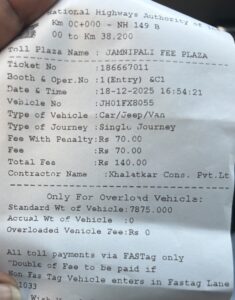 National Highways Authority of
Km 00+000 - NH 149 B
00 to Km 38.200
Toll Plaza Name : JAMNIPALI FEE PLAZA
Ticket No :186667011
Booth & Oper.No :1(Entry) &C1
Date & Time :18-12-2025 16:54:21
Vehicle No :JH01FX8055
Type of Vehicle :Car/Jeep/Van
Type of Journey :Single Journey
Fee With Penalty:Rs 70.00
Fee :Rs 70.00
Total Fee :Rs 140.00
Contractor Name :Khalatkar Cons. Pvt.Lt
Only For Overload Vehicle:
Standard Wt of Vehicle:7875.000
Actual Wt of Vehicle :0
Overloaded Vehicle Fee:Rs 0
All toll payments via FASTag only
"Double of Fee to be paid if
Non Fas Tag Vehicle enters in Fastag Lane
1033